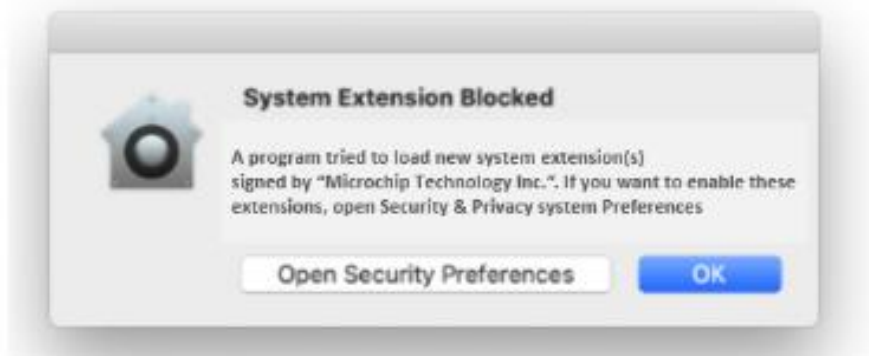 System Extension Blocked
A program tried to load new system extension(s)
signed by "Microchip Technology Inc.". If you want to enable these
extensions, open Security & Privacy system Preferences
Open Security Preferences
OK